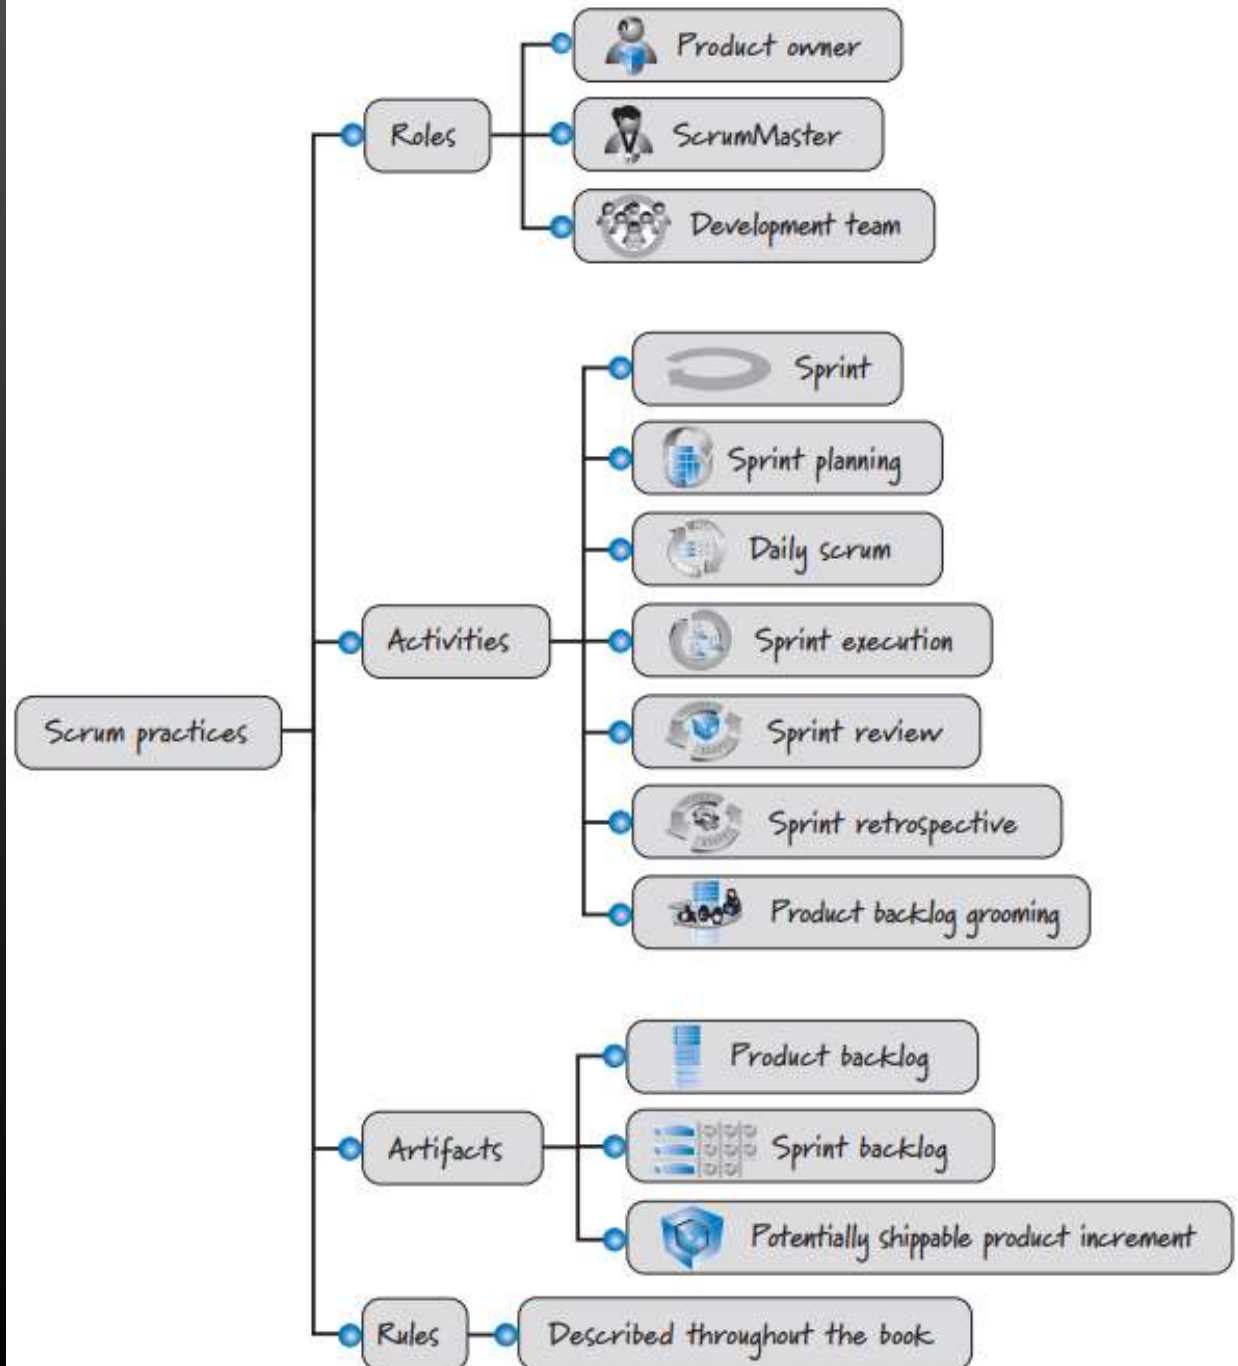 Scrum practices
Roles
Product owner
ScrumMaster
Development team
Activities
Sprint
Sprint planning
Daily scrum
Sprint execution
Sprint review
Sprint retrospective
Product backlog grooming
Artifacts
Product backlog
Sprint backlog
Potentially shippable product increment
Rules
Described throughout the book